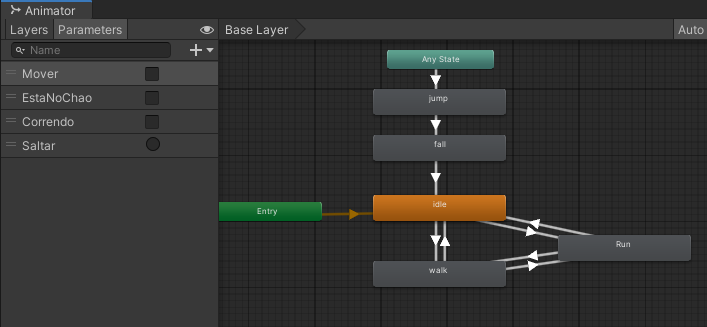 Animator
Layers Parameters
Base Layer
Auto
Name
Mover
EstaNoChao
Correndo
Saltar
Any State
jump
fall
idle
Entry
Run
walk